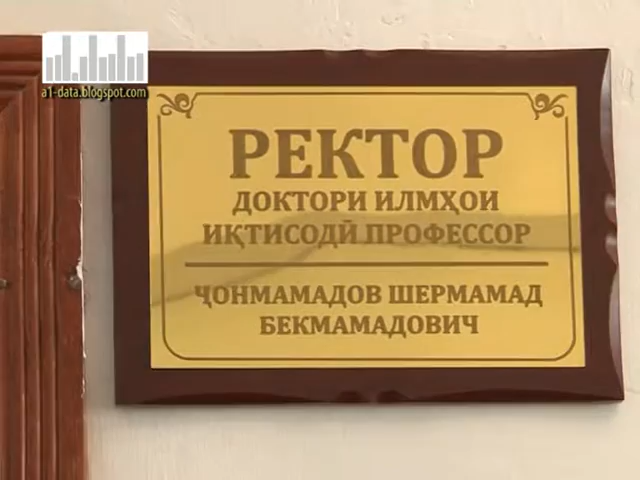 a1-data.blogspot.com
РЕКТОР
ДОКТОРИ ИЛМҲОИ
ИҚТИСОДӢ ПРОФЕССОР
ҶОНМАМАДОВ ШЕРМАМАД
БЕКМАМАДОВИЧ